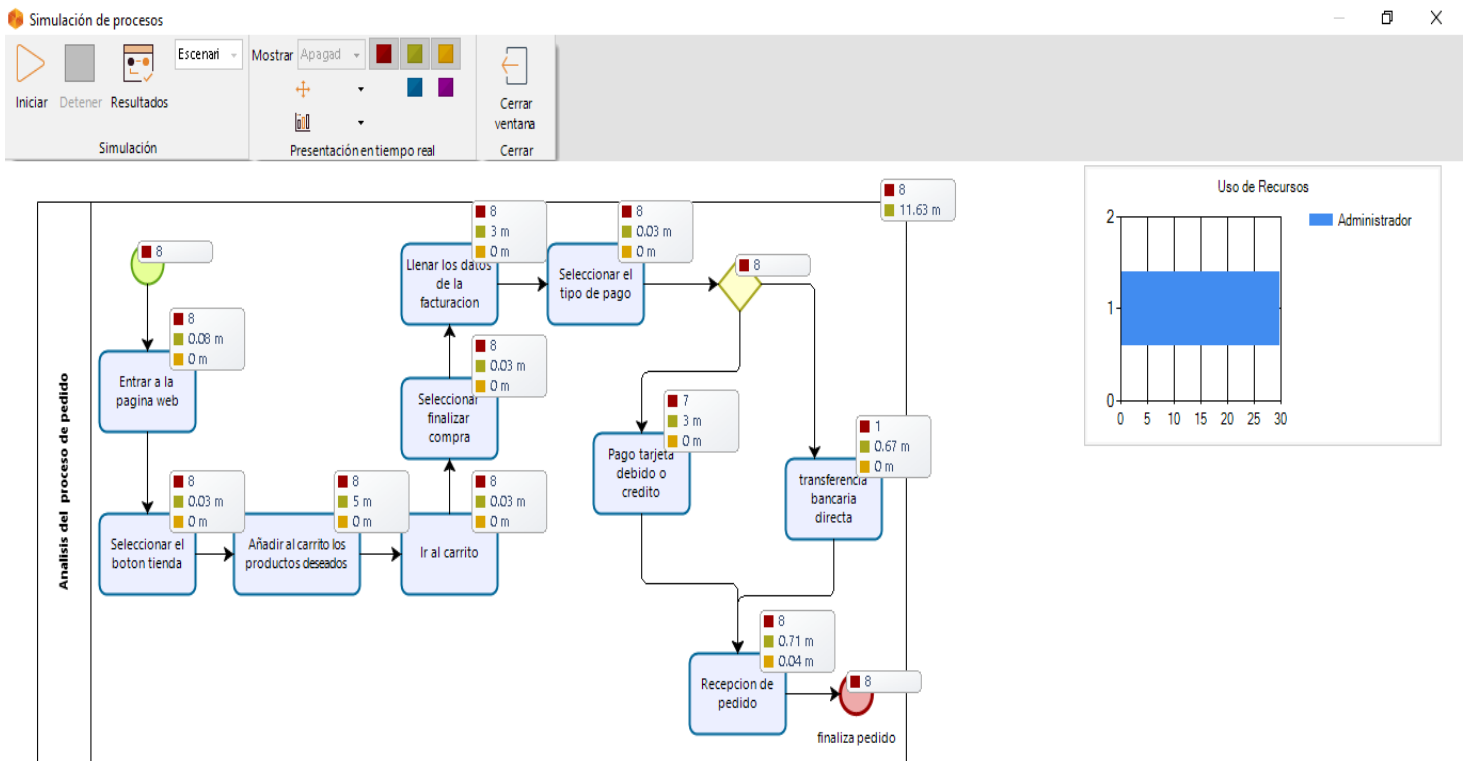 Simulación de procesos
Escenari
Mostrar Apagad
Iniciar Detener Resultados
Cerrar
ventana
Simulación
Presentación en tiempo real
Cerrar
Analisis del proceso de pedido
8
11.63 m
8
8
0.08 m
0 m
Entrar a la
pagina web
8
0.03 m
0 m
Seleccionar el
boton tienda
8
5 m
0 m
Añadir al carrito los
productos deseados
8
0.03 m
0 m
Ir al carrito
8
0.03 m
0 m
Seleccionar
finalizar
compra
8
3 m
0 m
Llenar los datos
de la
facturacion
8
0.03 m
0 m
Seleccionar el
tipo de pago
8
7
3 m
0 m
Pago tarjeta
debido o
credito
1
0.67 m
0 m
transferencia
bancaria
directa
8
0.71 m
0.04 m
Recepcion de
pedido
8
finaliza pedido
Uso de Recursos
Administrador
2
1
0
0 5 10 15 20 25 30